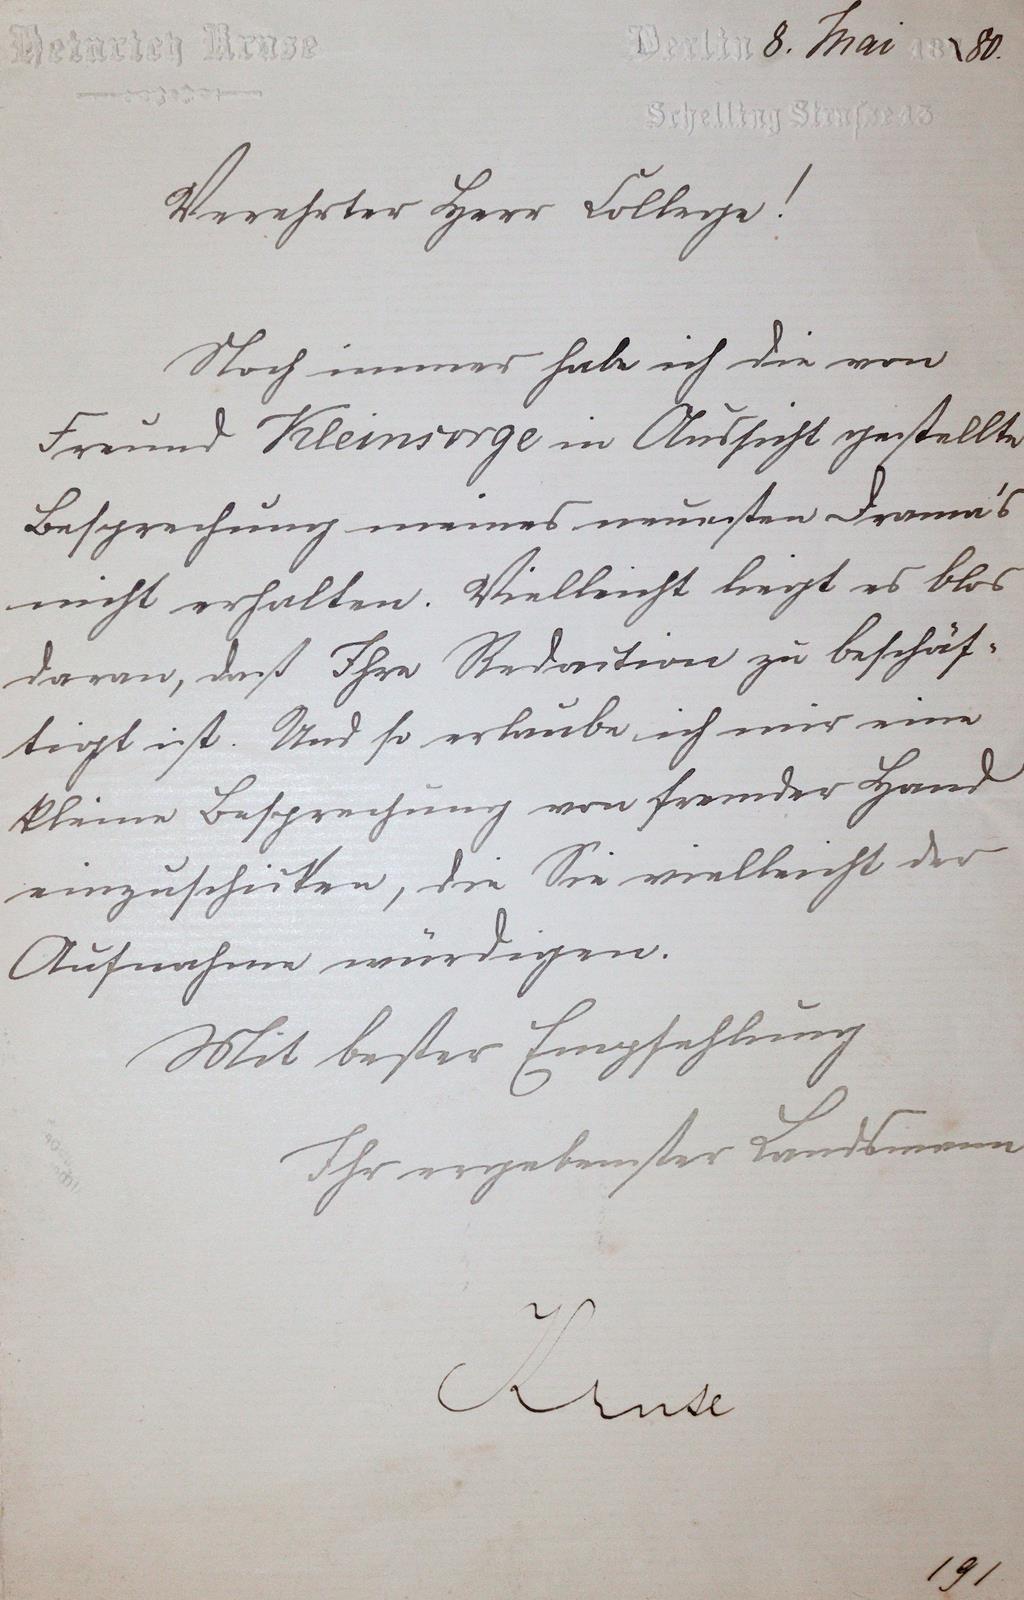 Heinrich Kruse
Berlin 8. Mai 1880.
Schelling Strasse 13
Verehrter Herr College!
Noch immer habe ich die von
Freund Kleinsorge in Aussicht gestellte
Besprechung meines neuesten Drama's
nicht erhalten. Vielleicht liegt es blos
daran, daß Ihre Redaction zu beschäf-
tigt ist. Und so erlaube ich mir eine
kleine Besprechung von fremder Hand
einzuschicken, die Sie vielleicht der
Aufnahme würdigen.
Mit bester Empfehlung
Ihr ergebenster Landsmann
Kruse
191